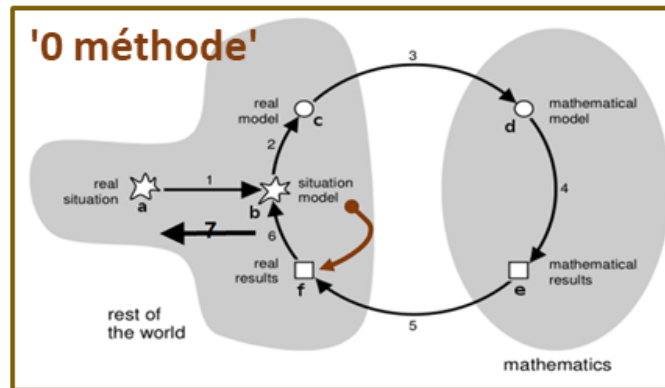 '0 méthode'
real
model
c
3
d
mathematical
model
2
real
situation
a
1
b
situation
model
4
7
6
real
results
f
e
mathematical
results
5
rest of
the world
mathematics